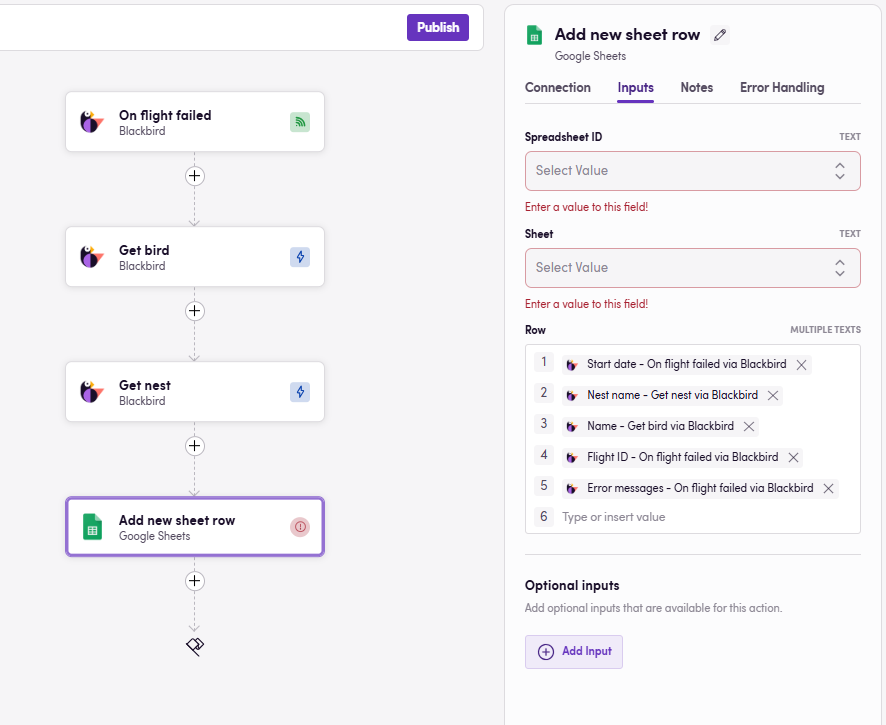 Publish
On flight failed
Blackbird
Get bird
Blackbird
Get nest
Blackbird
Add new sheet row
Google Sheets
Add new sheet row
Google Sheets
Connection Inputs Notes Error Handling
Spreadsheet ID TEXT
Select Value
Enter a value to this field!
Sheet TEXT
Select Value
Enter a value to this field!
Row MULTIPLE TEXTS
1 Start date - On flight failed via Blackbird
2 Nest name - Get nest via Blackbird
3 Name - Get bird via Blackbird
4 Flight ID - On flight failed via Blackbird
5 Error messages - On flight failed via Blackbird
6 Type or insert value
Optional inputs
Add optional inputs that are available for this action.
Add Input